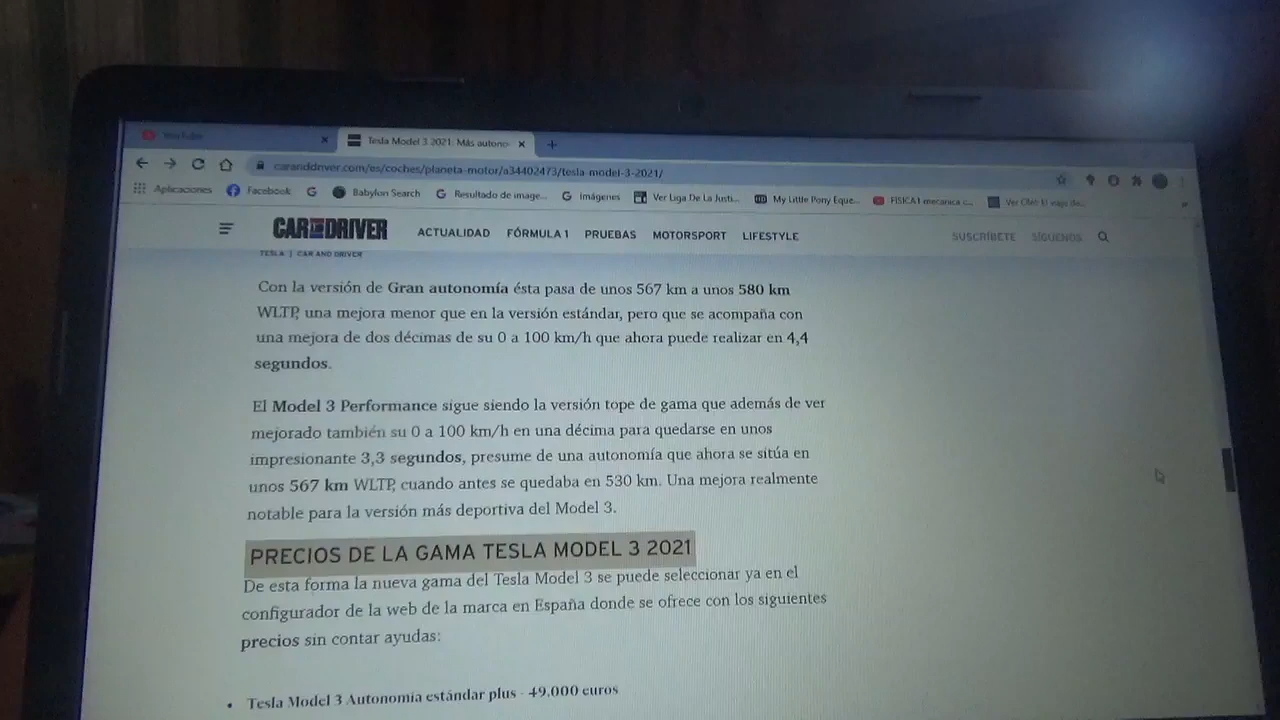 YouTube
Tesla Model 3 2021: Más autono
caranddriver.com/es/coches/planeta-motor/a34402473/tesla-model-3-2021/
Aplicaciones Facebook Babylon Search Resultado de image... Imágenes Ver Liga De La Justi... My Little Pony Eque... FISICA I mecanica c...
CAR AND DRIVER ACTUALIDAD FÓRMULA 1 PRUEBAS MOTORSPORT LIFESTYLE SUSCRÍBETE SÍGUENOS
TESLA | CAR AND DRIVER
Con la versión de Gran autonomía ésta pasa de unos 567 km a unos 580 km
WLTP, una mejora menor que en la versión estándar, pero que se acompaña con
una mejora de dos décimas de su 0 a 100 km/h que ahora puede realizar en 4,4
segundos.
El Model 3 Performance sigue siendo la versión tope de gama que además de ver
mejorado también su 0 a 100 km/h en una décima para quedarse en unos
impresionante 3,3 segundos, presume de una autonomía que ahora se sitúa en
unos 567 km WLTP, cuando antes se quedaba en 530 km. Una mejora realmente
notable para la versión más deportiva del Model 3.
PRECIOS DE LA GAMA TESLA MODEL 3 2021
De esta forma la nueva gama del Tesla Model 3 se puede seleccionar ya en el
configurador de la web de la marca en España donde se ofrece con los siguientes
precios sin contar ayudas:
• Tesla Model 3 Autonomía estándar plus - 49.000 euros